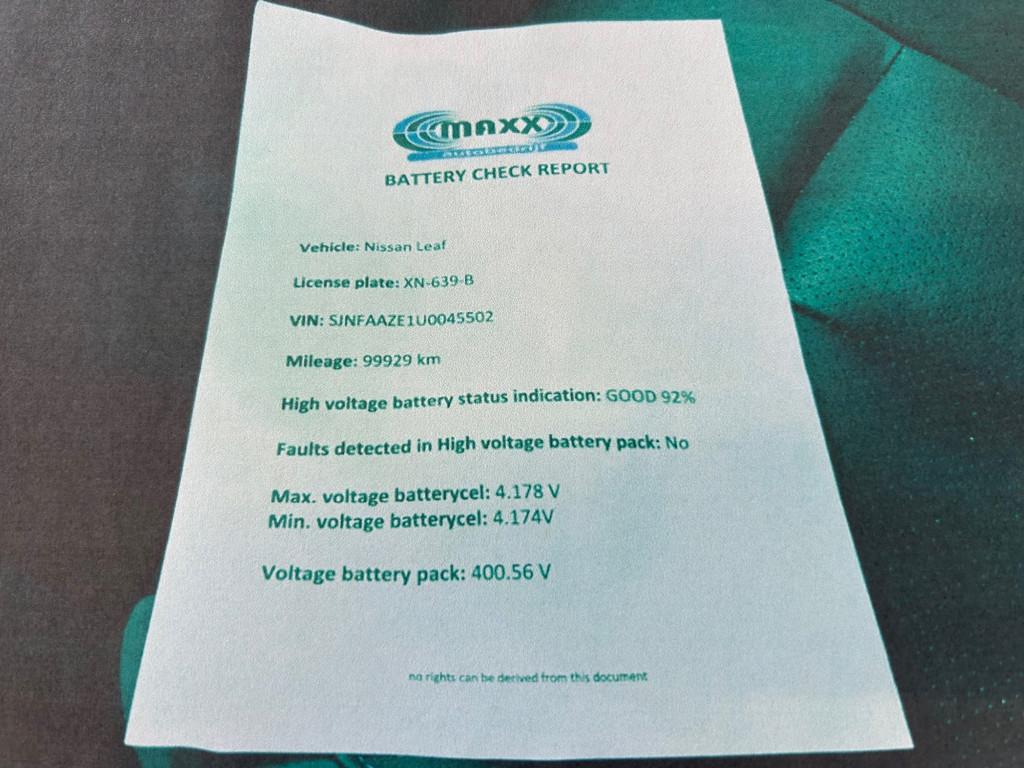 maxx
autobedrijf
BATTERY CHECK REPORT
Vehicle: Nissan Leaf
License plate: XN-639-B
VIN: SJNFAAZE1U0045502
Mileage: 99929 km
High voltage battery status indication: GOOD 92%
Faults detected in High voltage battery pack: No
Max. voltage batterycel: 4.178 V
Min. voltage batterycel: 4.174V
Voltage battery pack: 400.56 V
no rights can be derived from this document